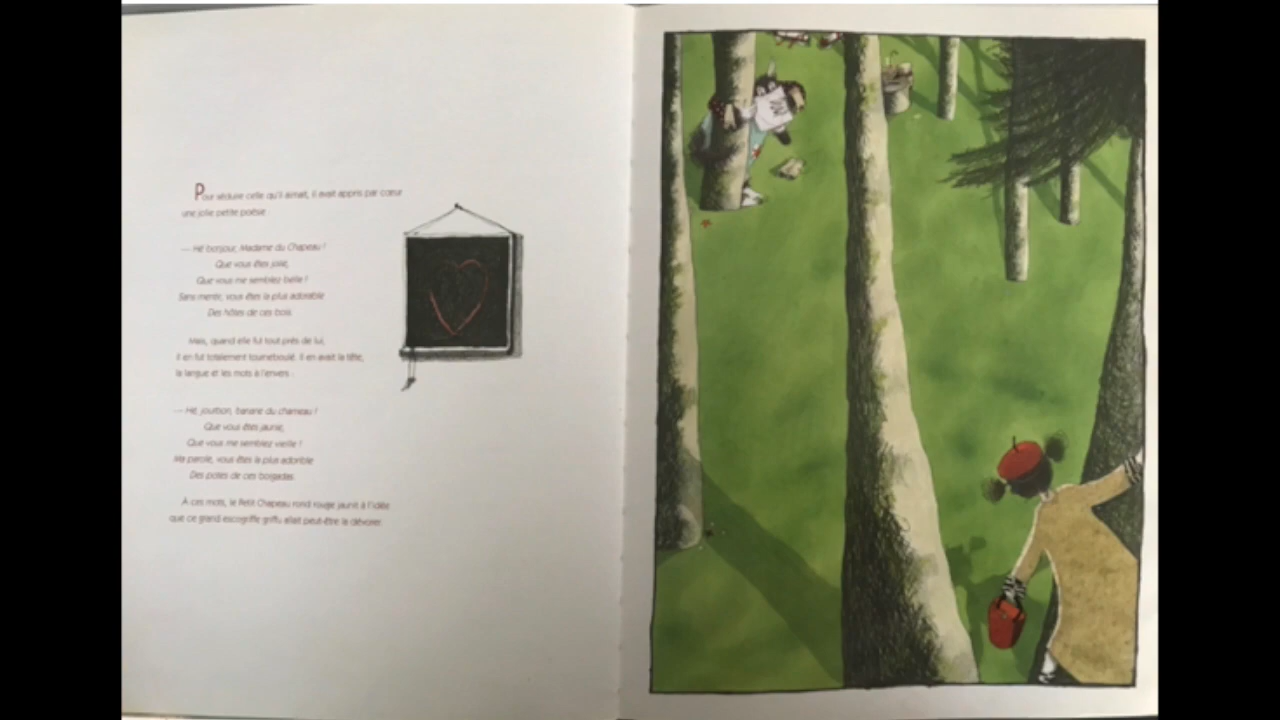 Pour séduire celle qu'il aimait, il avait appris par cœur
une jolie petite poésie :
— Hé bonjour, Madame du Chapeau !
Que vous êtes jolie,
Que vous me semblez belle !
Sans mentir, vous êtes la plus adorable
Des hôtes de ces bois.
Mais, quand elle fut tout près de lui,
il en fut totalement tourneboulé. Il en avait la tête,
la langue et les mots à l'envers :
— Hé, jourbon, banane du chameau !
Que vous êtes jaunie,
Que vous me semblez vieille !
Ma parole, vous êtes la plus adorible
Des potes de ces boigadas.
À ces mots, le Petit Chapeau rond rouge jaunit à l'idée
que ce grand escogriffe griffu allait peut-être la dévorer.